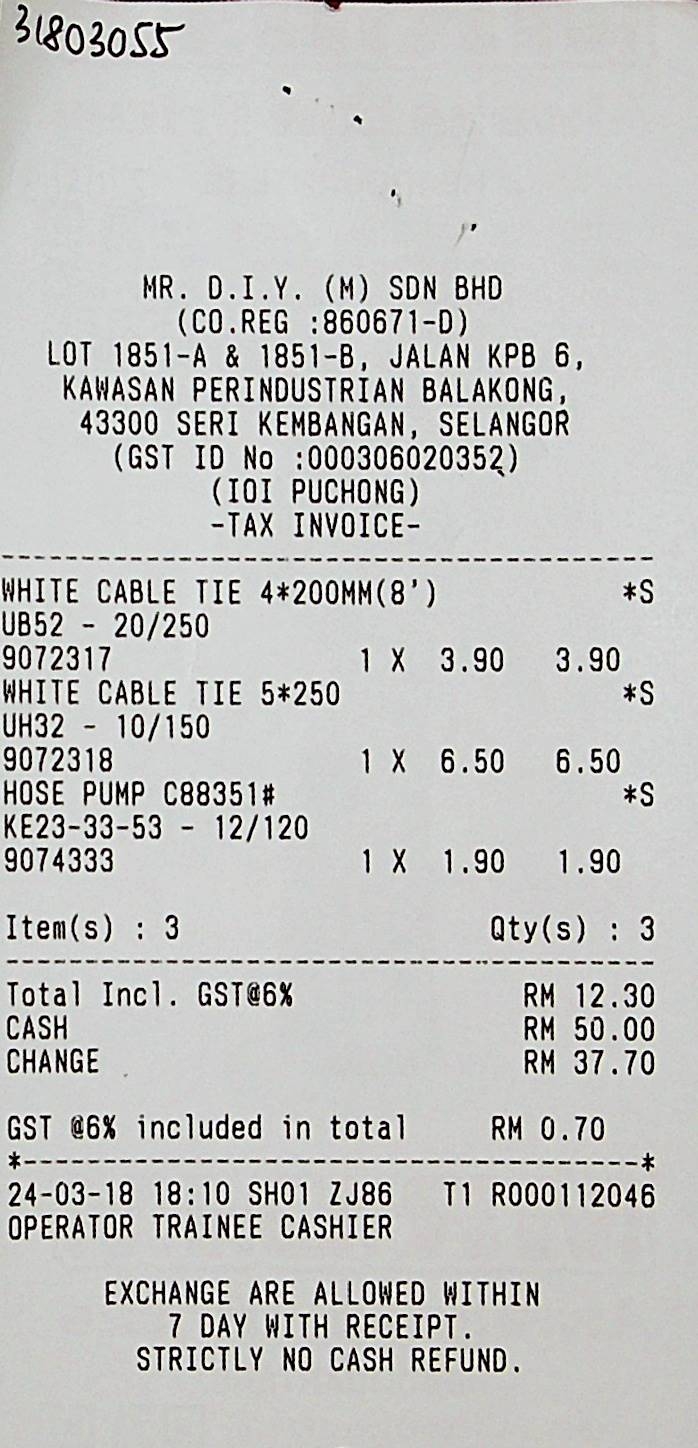 31803055
MR. D.I.Y. (M) SDN BHD
(CO.REG :860671-D)
LOT 1851-A & 1851-B, JALAN KPB 6,
KAWASAN PERINDUSTRIAN BALAKONG,
43300 SERI KEMBANGAN, SELANGOR
(GST ID No :000306020352)
(IOI PUCHONG)
-TAX INVOICE-
WHITE CABLE TIE 4*200MM(8') *S
UB52 - 20/250
9072317 1 X 3.90 3.90
WHITE CABLE TIE 5*250 *S
UH32 - 10/150
9072318 1 X 6.50 6.50
HOSE PUMP C88351# *S
KE23-33-53 - 12/120
9074333 1 X 1.90 1.90
Item(s) : 3 Qty(s) : 3
Total Incl. GST@6% RM 12.30
CASH RM 50.00
CHANGE RM 37.70
GST @6% included in total RM 0.70
*--------------------------------------*
24-03-18 18:10 SH01 ZJ86 T1 R000112046
OPERATOR TRAINEE CASHIER
EXCHANGE ARE ALLOWED WITHIN
7 DAY WITH RECEIPT.
STRICTLY NO CASH REFUND.